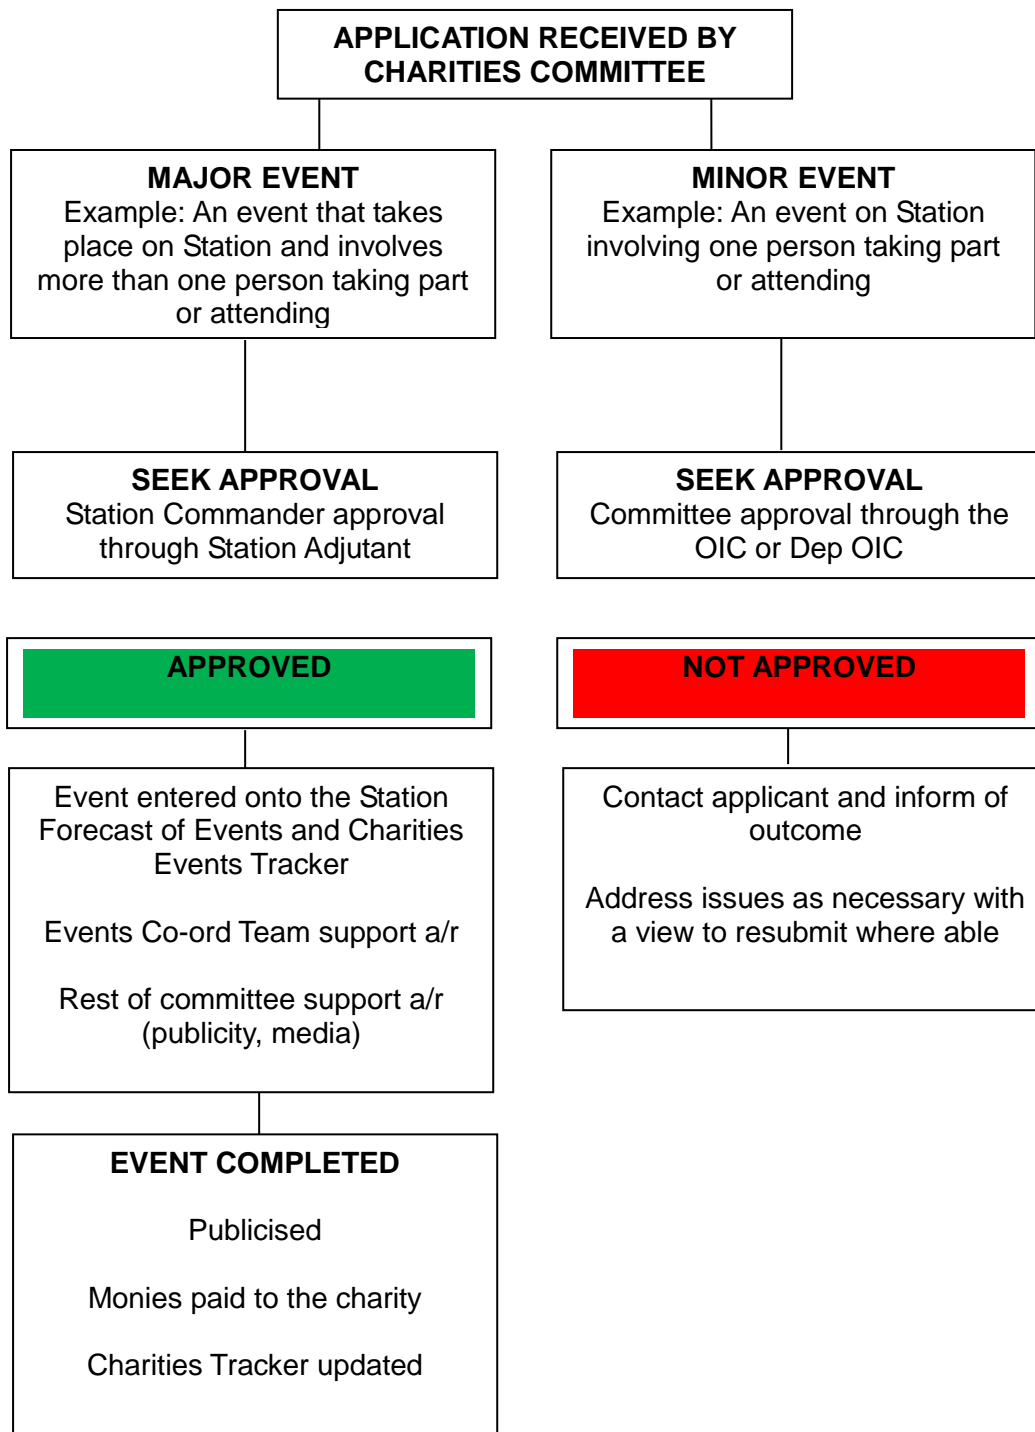 APPLICATION RECEIVED BY
CHARITIES COMMITTEE
MAJOR EVENT
Example: An event that takes
place on Station and involves
more than one person taking part
or attending
MINOR EVENT
Example: An event on Station
involving one person taking part
or attending
SEEK APPROVAL
Station Commander approval
through Station Adjutant
SEEK APPROVAL
Committee approval through the
OIC or Dep OIC
APPROVED
NOT APPROVED
Event entered onto the Station
Forecast of Events and Charities
Events Tracker
Events Co-ord Team support a/r
Rest of committee support a/r
(publicity, media)
Contact applicant and inform of
outcome
Address issues as necessary with
a view to resubmit where able
EVENT COMPLETED
Publicised
Monies paid to the charity
Charities Tracker updated